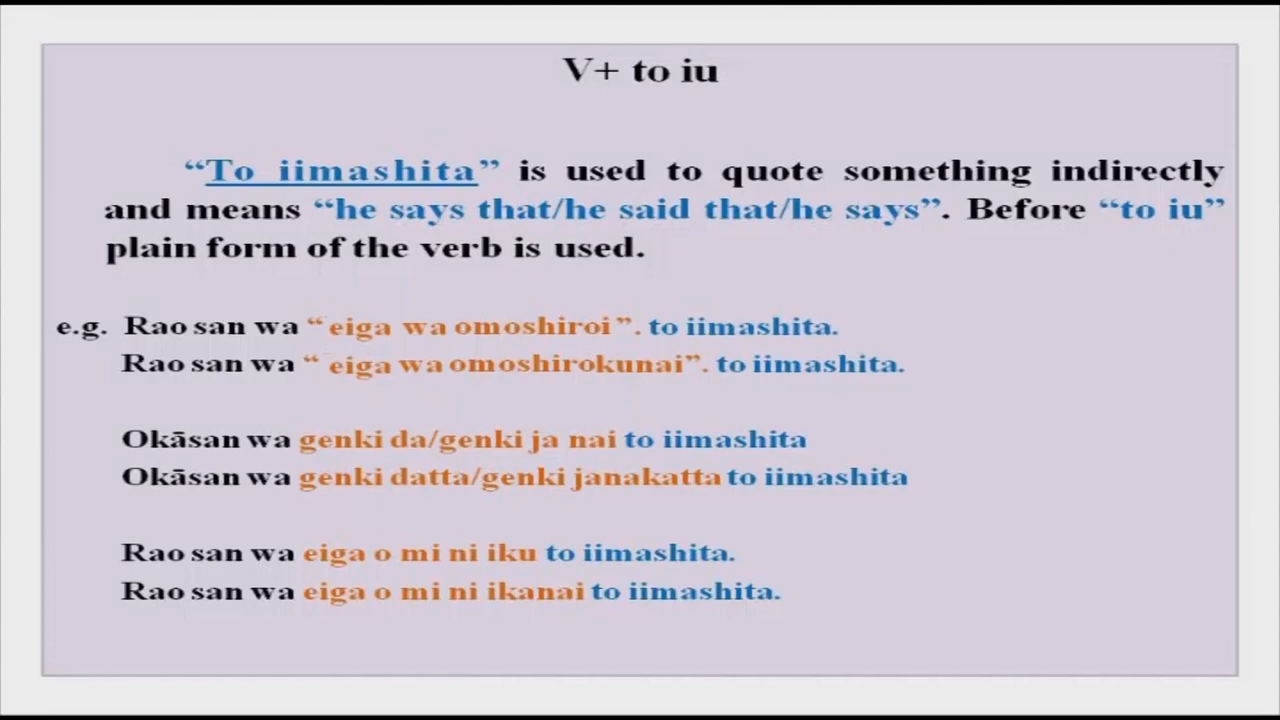 V+ to iu
“To iimashita” is used to quote something indirectly
and means “he says that/he said that/he says”. Before “to iu”
plain form of the verb is used.
e.g. Rao san wa “ eiga wa omoshiroi ”. to iimashita.
Rao san wa “ eiga wa omoshirokunai”. to iimashita.
Okāsan wa genki da/genki ja nai to iimashita
Okāsan wa genki datta/genki janakatta to iimashita
Rao san wa eiga o mi ni iku to iimashita.
Rao san wa eiga o mi ni ikanai to iimashita.